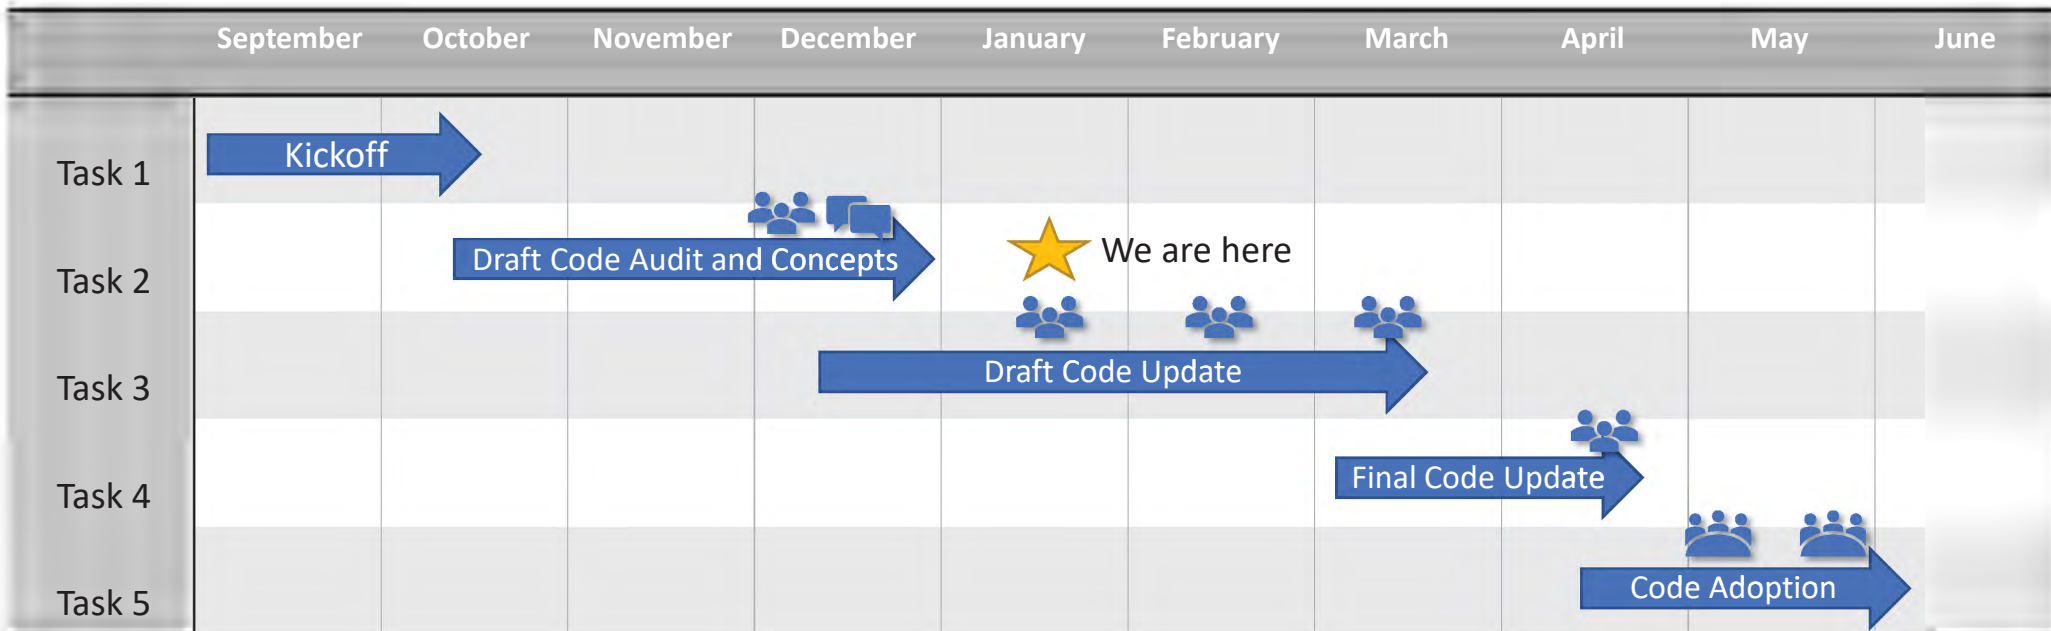 September October November December January February March April May June
Task 1
Kickoff
Task 2
Draft Code Audit and Concepts
We are here
Task 3
Draft Code Update
Task 4
Final Code Update
Task 5
Code Adoption